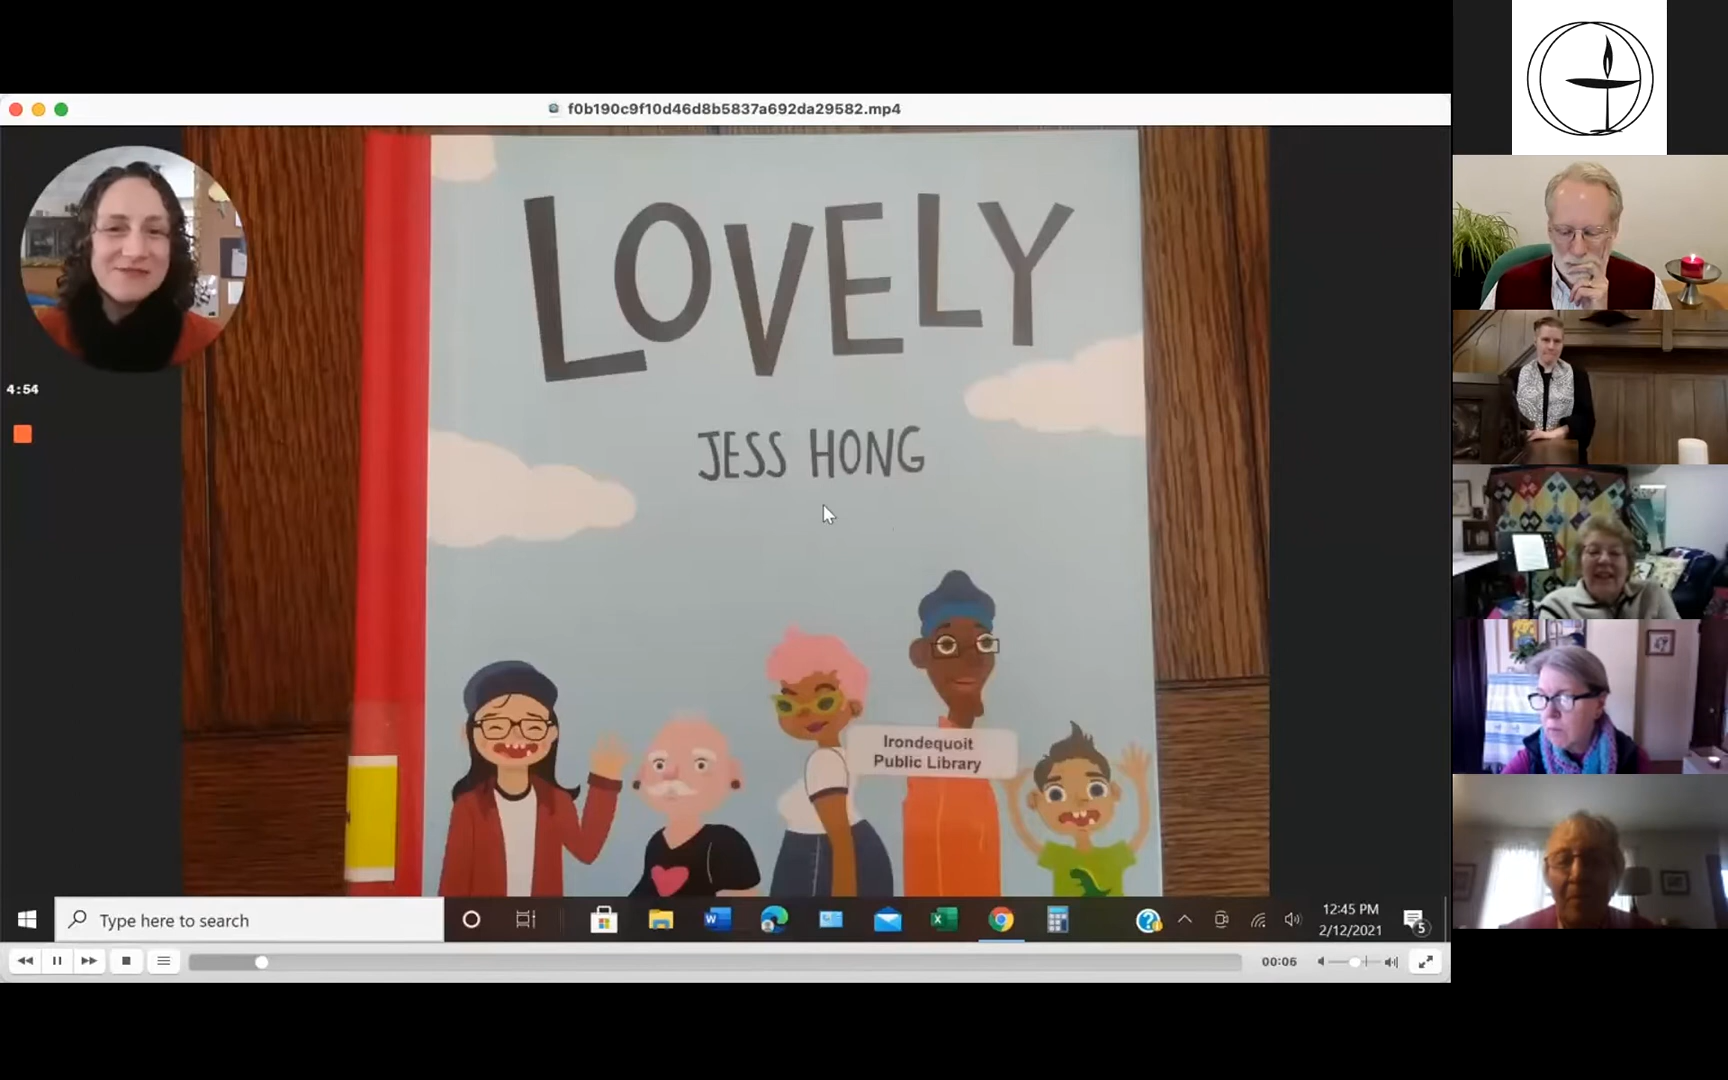 f0b190c9f10d46d8b5837a692da29582.mp4
LOVELY
JESS HONG
4:54
Irondequoit
Public Library
Type here to search
12:45 PM
2/12/2021
5
00:06